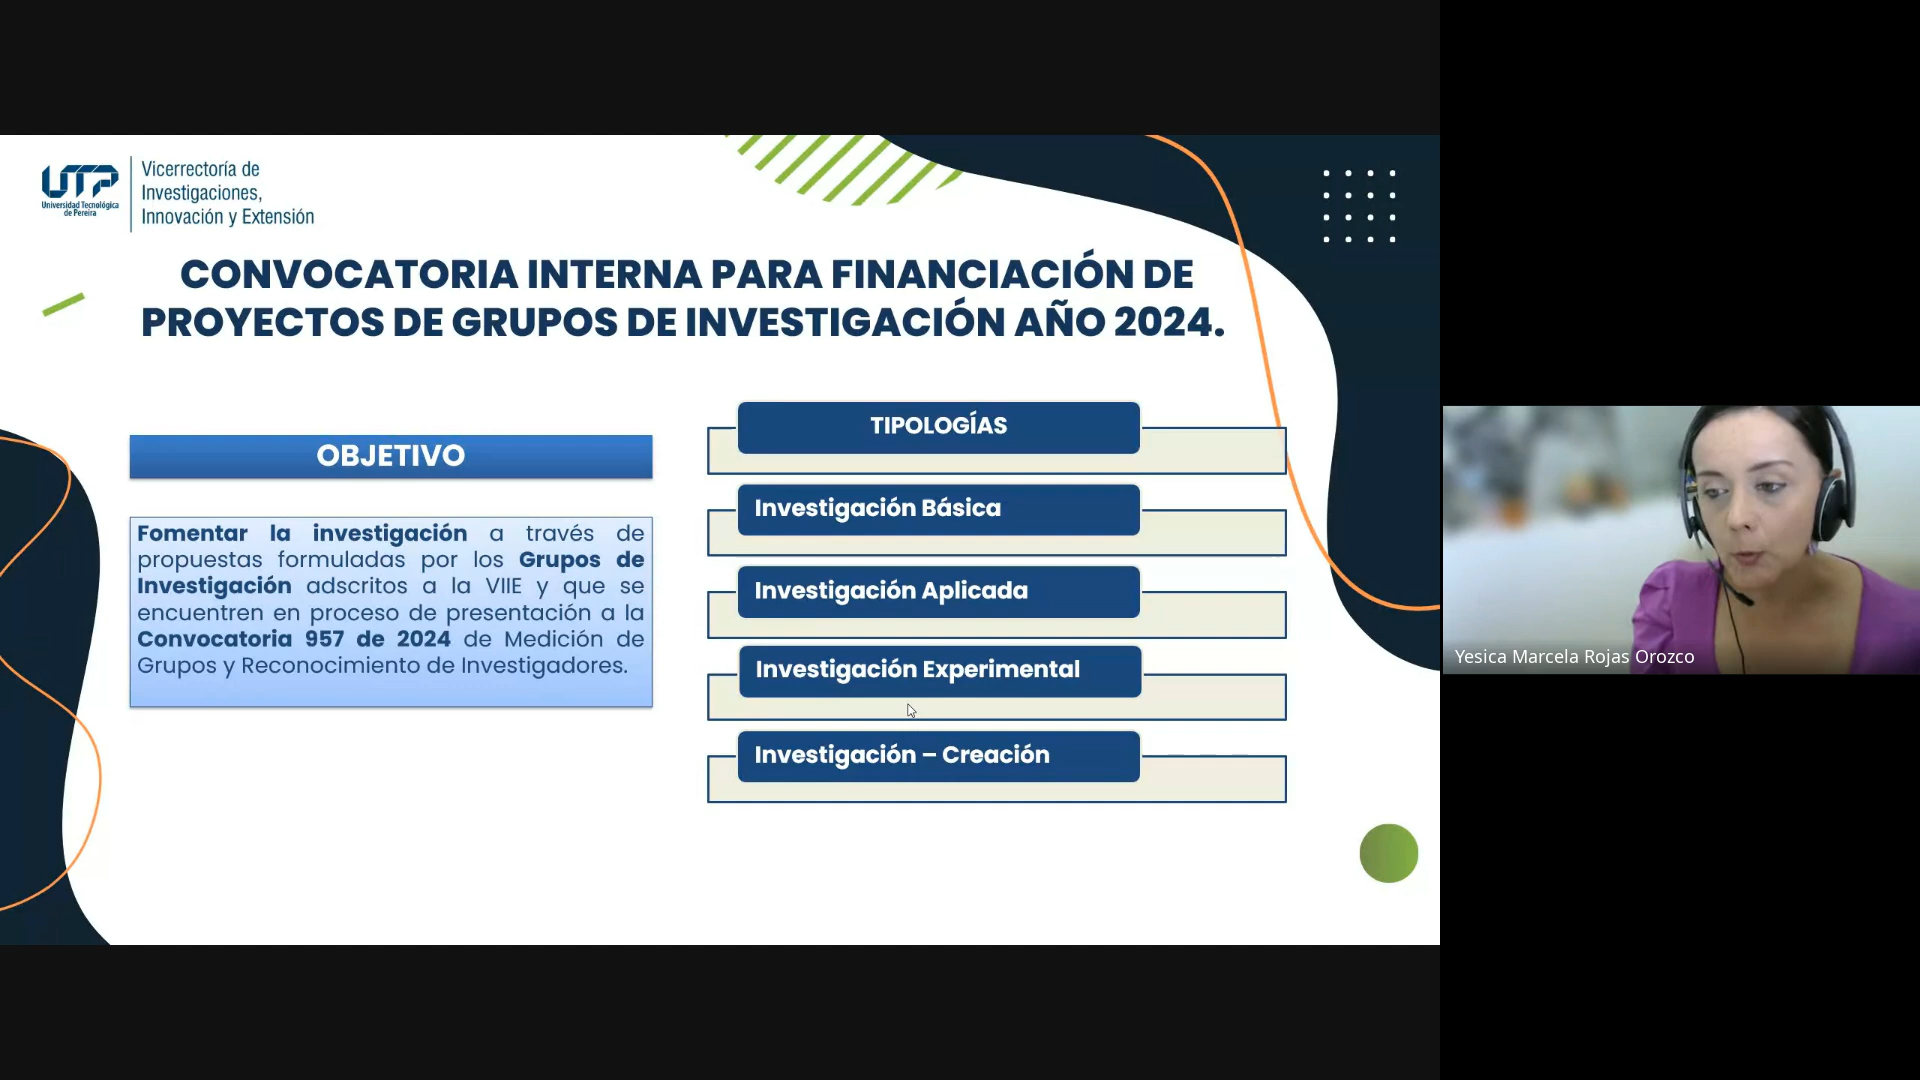 UTP
Universidad Tecnológica
de Pereira
Vicerrectoría de
Investigaciones,
Innovación y Extensión
CONVOCATORIA INTERNA PARA FINANCIACIÓN DE
PROYECTOS DE GRUPOS DE INVESTIGACIÓN AÑO 2024.
OBJETIVO
Fomentar la investigación a través de
propuestas formuladas por los Grupos de
Investigación adscritos a la VIIE y que se
encuentren en proceso de presentación a la
Convocatoria 957 de 2024 de Medición de
Grupos y Reconocimiento de Investigadores.
TIPOLOGÍAS
Investigación Básica
Investigación Aplicada
Investigación Experimental
Investigación – Creación
Yesica Marcela Rojas Orozco